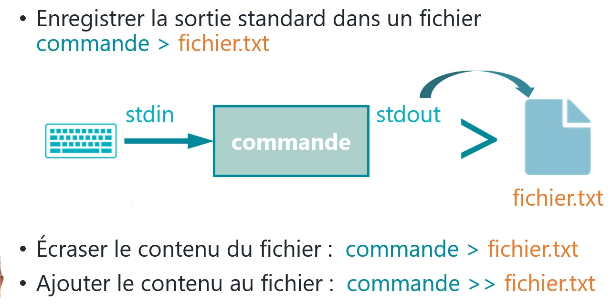 • Enregistrer la sortie standard dans un fichier
commande > fichier.txt
stdin
commande
stdout
>
fichier.txt
• Écraser le contenu du fichier : commande > fichier.txt
• Ajouter le contenu au fichier : commande >> fichier.txt